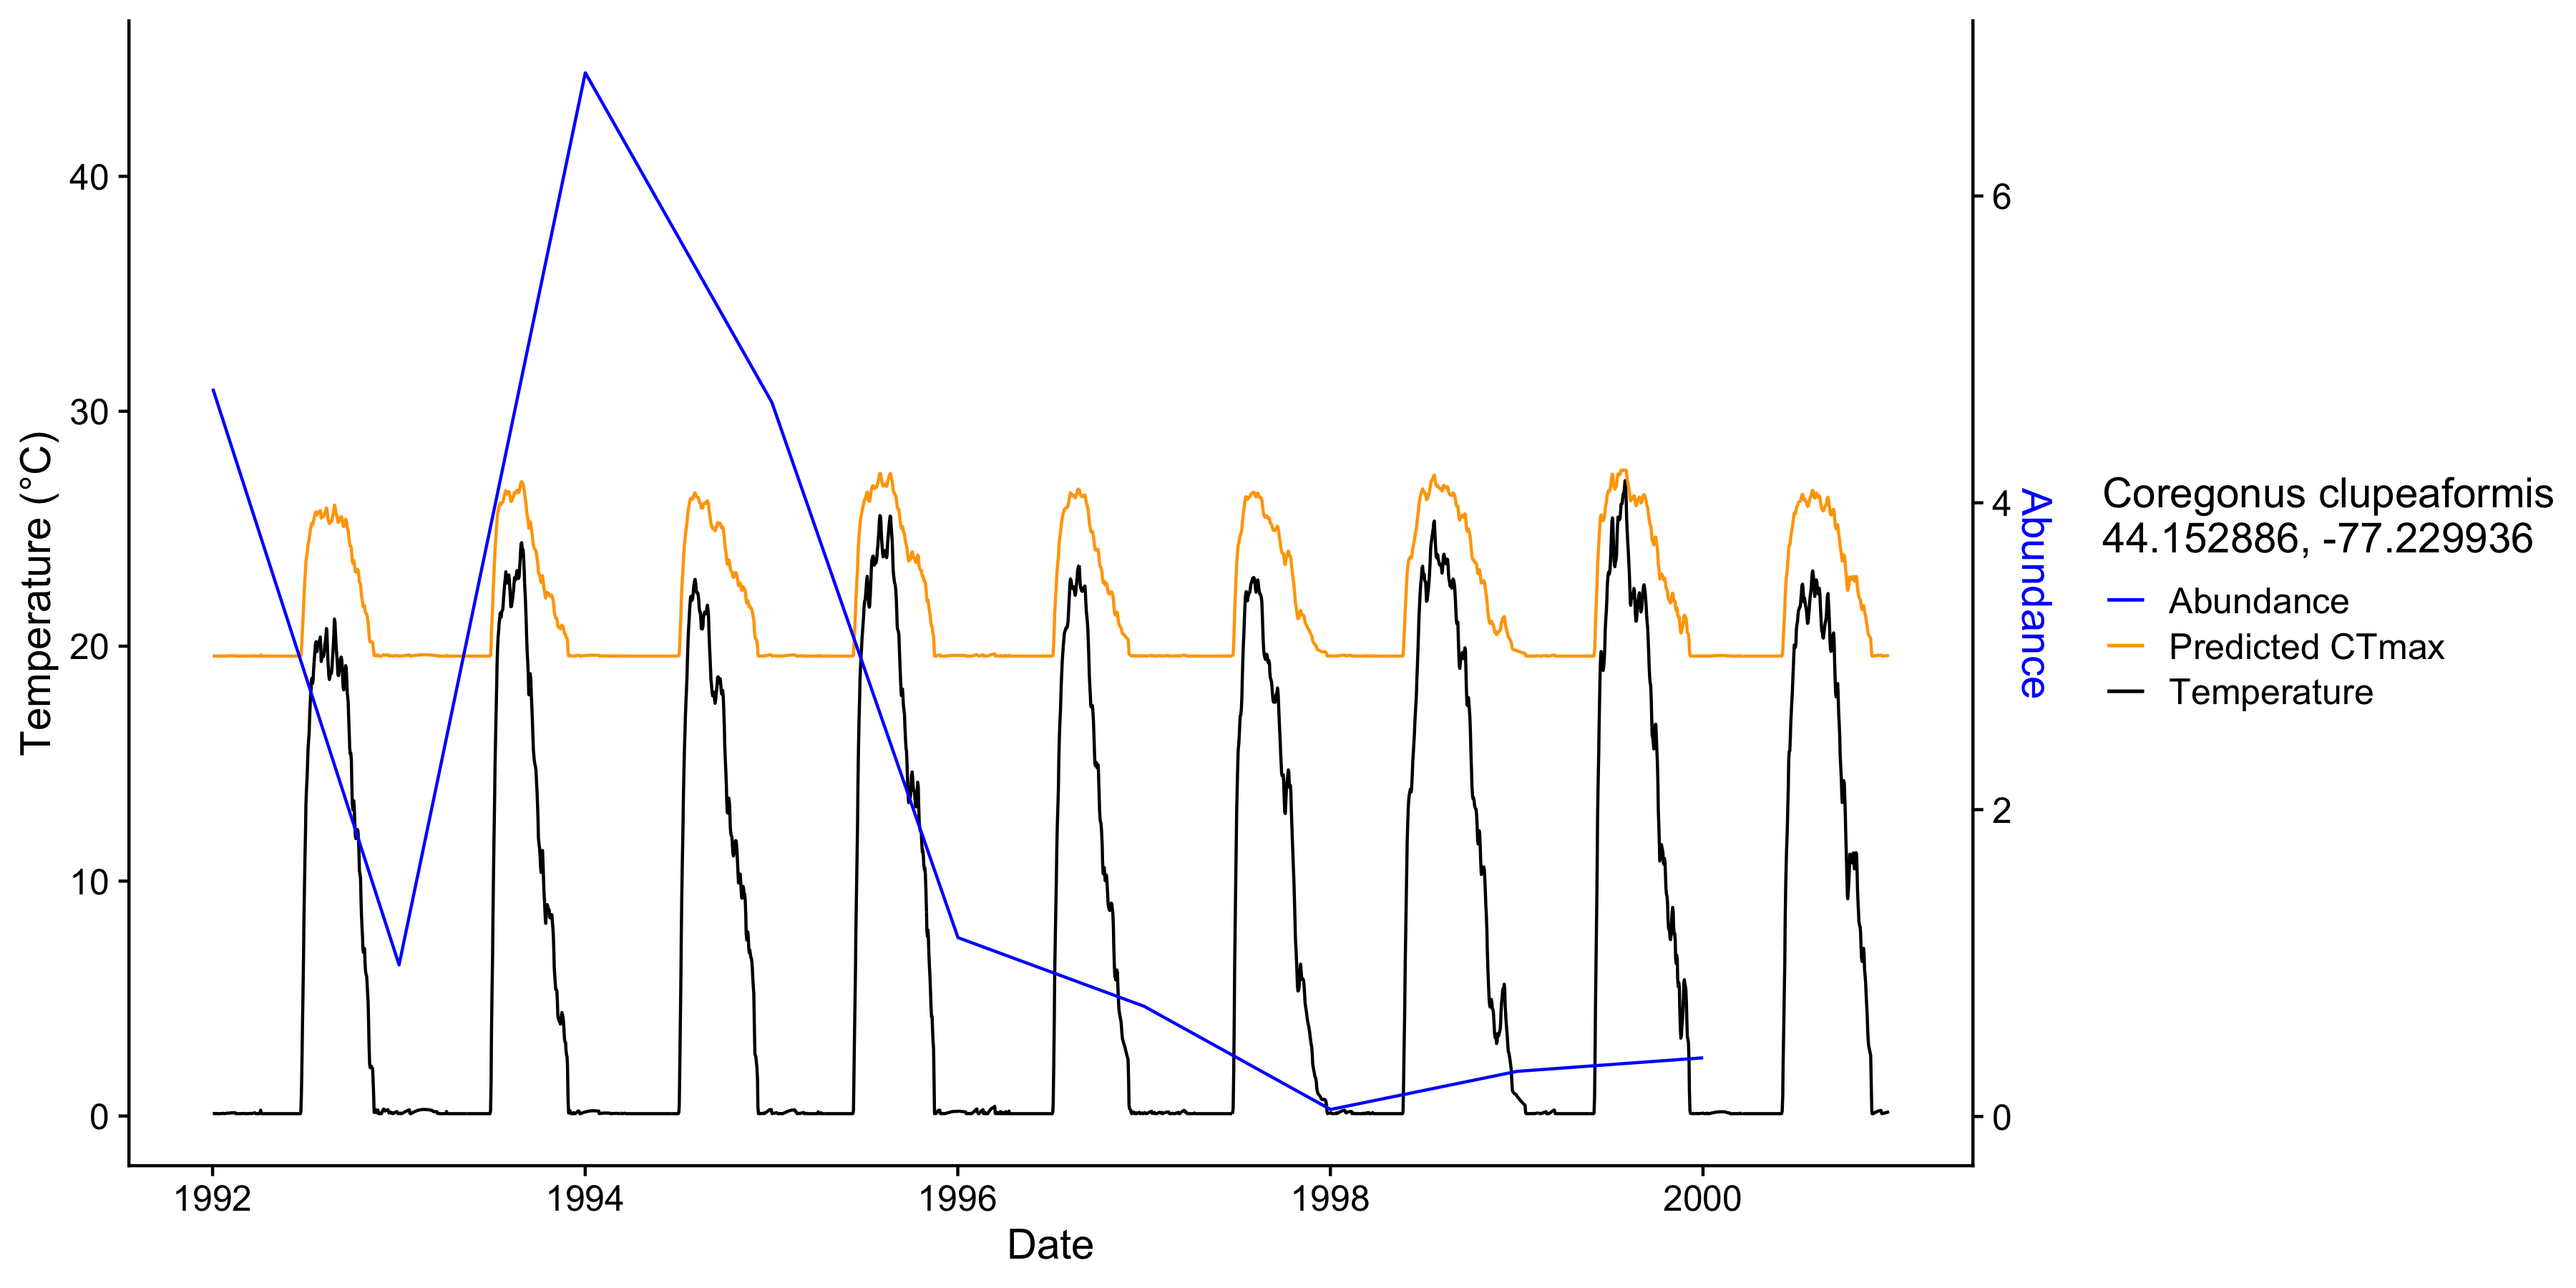 Temperature (°C)
40
30
20
10
0
1992
1994
1996
1998
2000
Date
6
4
2
0
Abundance
Coregonus clupeaformis
44.152886, -77.229936
Abundance
Predicted CTmax
Temperature